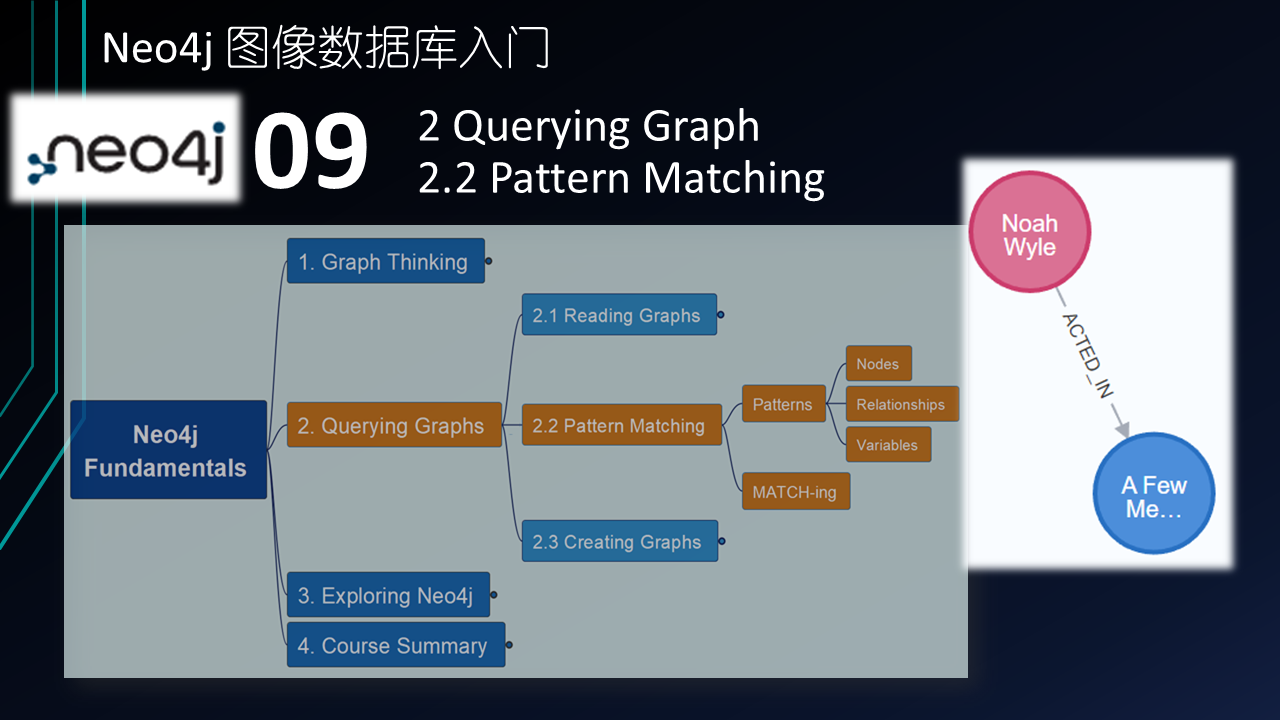 Neo4j 图像数据库入门
neo4j
09
2 Querying Graph
2.2 Pattern Matching
Neo4j
Fundamentals
1. Graph Thinking
2. Querying Graphs
2.1 Reading Graphs
2.2 Pattern Matching
Patterns
Nodes
Relationships
Variables
MATCH-ing
2.3 Creating Graphs
3. Exploring Neo4j
4. Course Summary
Noah
Wyle
ACTED_IN
A Few
Me...